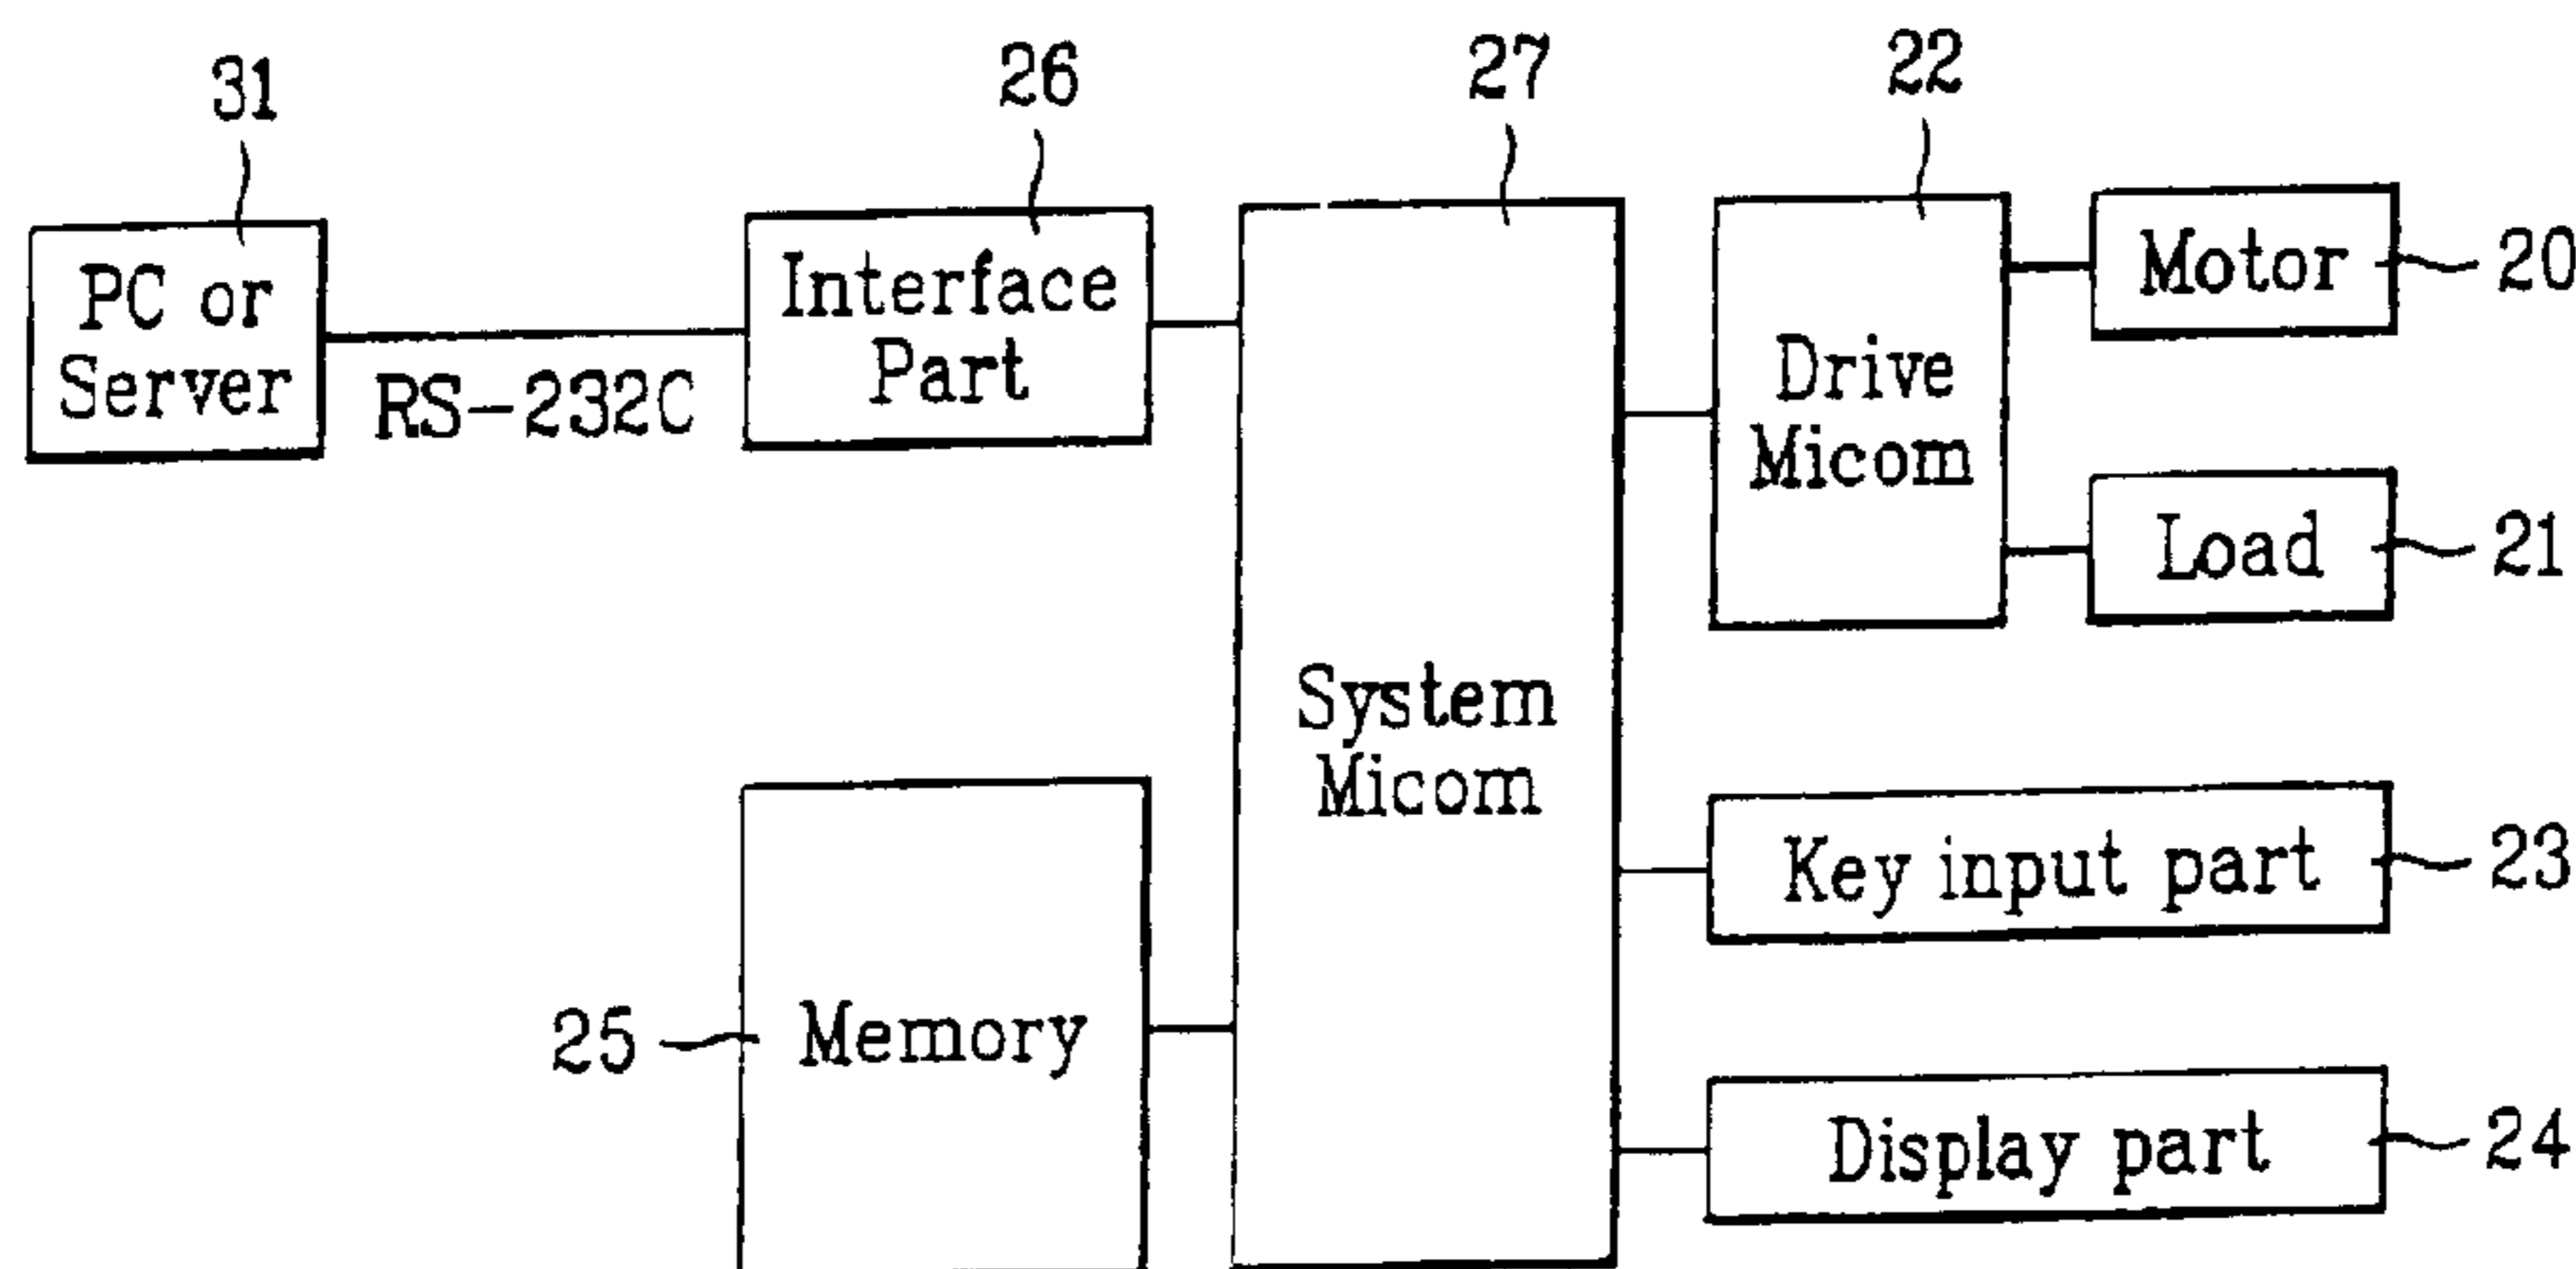 31
26
27
22
PC or
Server
RS-232C
Interface
Part
System
Micom
Drive
Micom
Motor
20
Load
21
Key input part
23
25
Memory
Display part
24